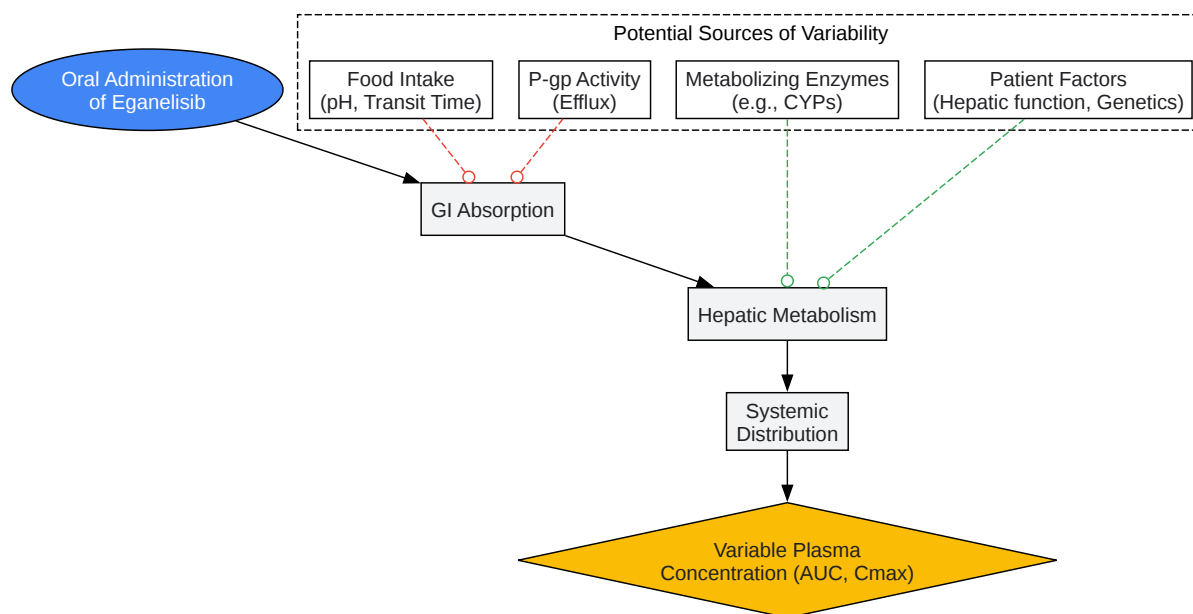 Potential Sources of Variability
Oral Administration
of Eganelisib
Food Intake
(pH, Transit Time)
P-gp Activity
(Efflux)
Metabolizing Enzymes
(e.g., CYPs)
Patient Factors
(Hepatic function, Genetics)
GI Absorption
Hepatic Metabolism
Systemic
Distribution
Variable Plasma
Concentration (AUC, Cmax)